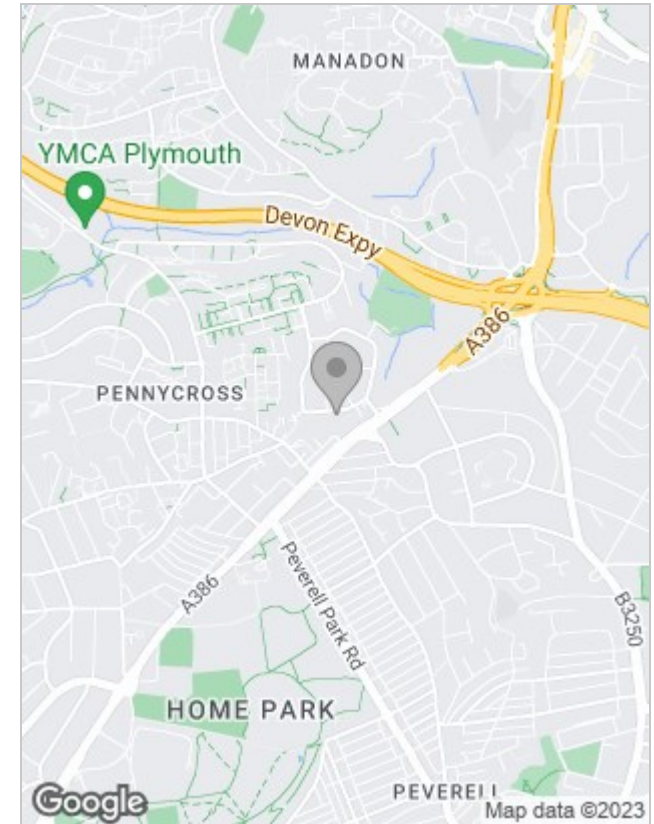 MANADON
YMCA Plymouth
Devon Expy
A386
PENNYCROSS
Peverell Park Rd
A386
B3250
HOME PARK
PEVERELL
Google
Map data ©2023